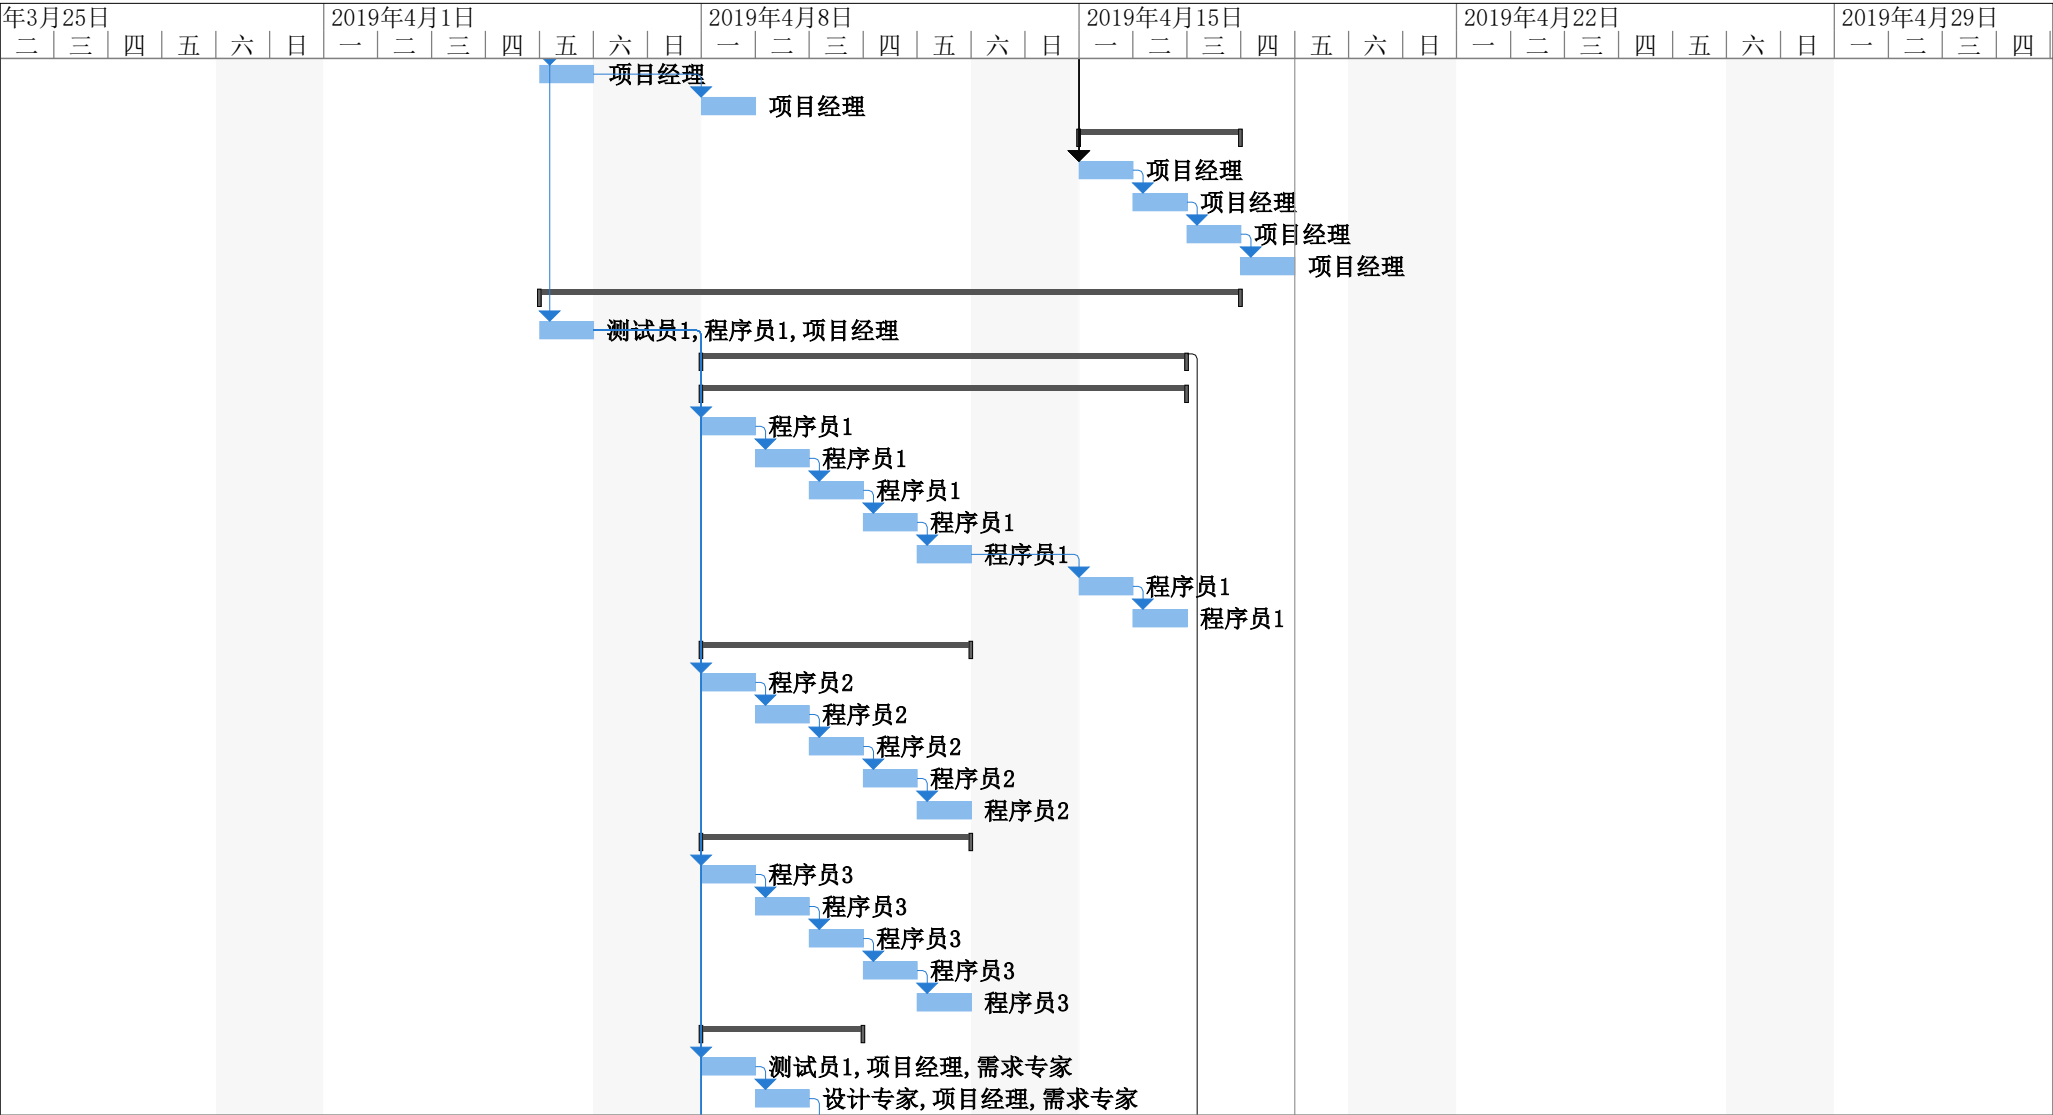 年3月25日 2019年4月1日 2019年4月8日 2019年4月15日 2019年4月22日 2019年4月29日
二 三 四 五 六 日 一 二 三 四 五 六 日 一 二 三 四 五 六 日 一 二 三 四 五 六 日 一 二 三 四 五 六 日 一 二 三 四
项目经理
项目经理
项目经理
项目经理
项目经理
项目经理
测试员1,程序员1,项目经理
程序员1
程序员1
程序员1
程序员1
程序员1
程序员1
程序员1
程序员2
程序员2
程序员2
程序员2
程序员2
程序员3
程序员3
程序员3
程序员3
程序员3
测试员1,项目经理,需求专家
设计专家,项目经理,需求专家